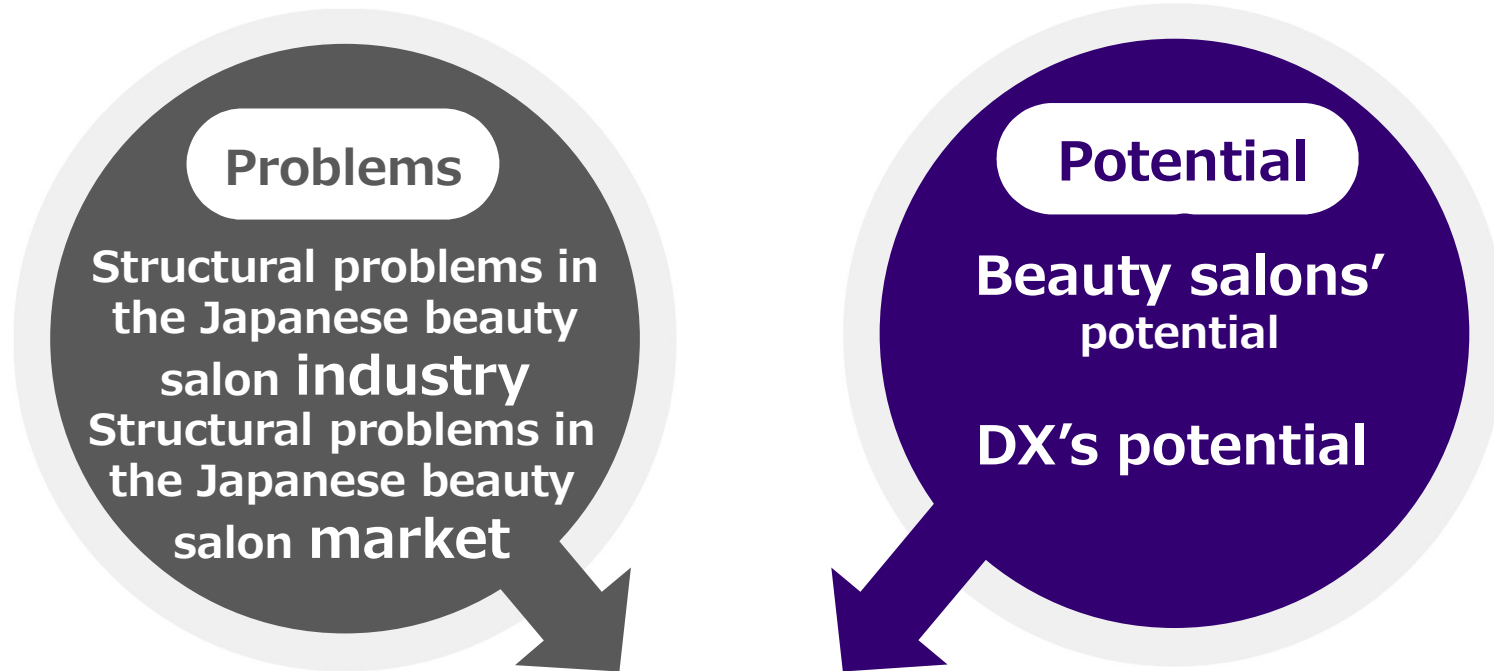 Problems
Structural problems in
the Japanese beauty
salon industry
Structural problems in
the Japanese beauty
salon market
Potential
Beauty salons’
potential
DX’s potential